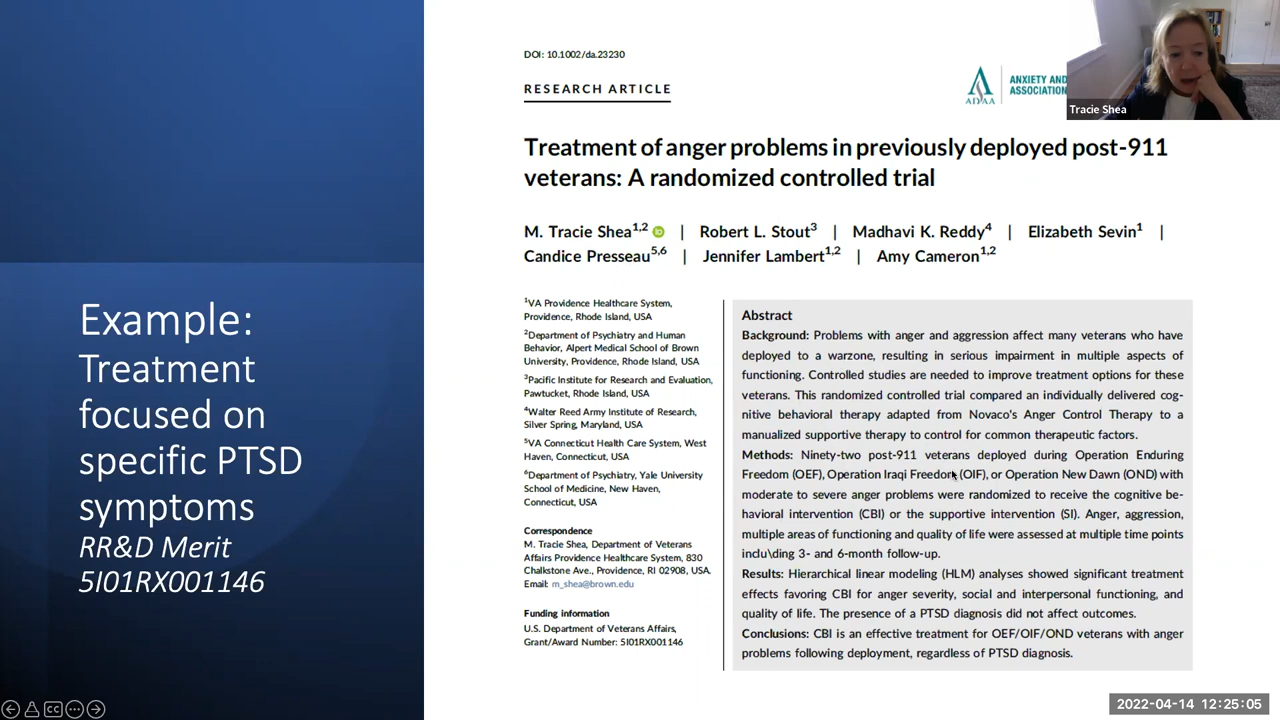 Example:
Treatment
focused on
specific PTSD
symptoms
RR&D Merit
5I01RX001146
CC
DOI: 10.1002/da.23230
RESEARCH ARTICLE
ADAA
ANXIETY AND
ASSOCIATION
Tracie Shea
Treatment of anger problems in previously deployed post-911
veterans: A randomized controlled trial
M. Tracie Shea1,2 iD | Robert L. Stout3 | Madhavi K. Reddy4 | Elizabeth Sevin1 |
Candice Presseau5,6 | Jennifer Lambert1,2 | Amy Cameron1,2
1VA Providence Healthcare System,
Providence, Rhode Island, USA
2Department of Psychiatry and Human
Behavior, Alpert Medical School of Brown
University, Providence, Rhode Island, USA
3Pacific Institute for Research and Evaluation,
Pawtucket, Rhode Island, USA
4Walter Reed Army Institute of Research,
Silver Spring, Maryland, USA
5VA Connecticut Health Care System, West
Haven, Connecticut, USA
6Department of Psychiatry, Yale University
School of Medicine, New Haven,
Connecticut, USA
Correspondence
M. Tracie Shea, Department of Veterans
Affairs Providence Healthcare System, 830
Chalkstone Ave., Providence, RI 02908, USA.
Email: m_shea@brown.edu
Funding information
U.S. Department of Veterans Affairs,
Grant/Award Number: 5I01RX001146
Abstract
Background: Problems with anger and aggression affect many veterans who have
deployed to a warzone, resulting in serious impairment in multiple aspects of
functioning. Controlled studies are needed to improve treatment options for these
veterans. This randomized controlled trial compared an individually delivered cog-
nitive behavioral therapy adapted from Novaco's Anger Control Therapy to a
manualized supportive therapy to control for common therapeutic factors.
Methods: Ninety-two post-911 veterans deployed during Operation Enduring
Freedom (OEF), Operation Iraqi Freedom (OIF), or Operation New Dawn (OND) with
moderate to severe anger problems were randomized to receive the cognitive be-
havioral intervention (CBI) or the supportive intervention (SI). Anger, aggression,
multiple areas of functioning and quality of life were assessed at multiple time points
inclu\ding 3- and 6-month follow-up.
Results: Hierarchical linear modeling (HLM) analyses showed significant treatment
effects favoring CBI for anger severity, social and interpersonal functioning, and
quality of life. The presence of a PTSD diagnosis did not affect outcomes.
Conclusions: CBI is an effective treatment for OEF/OIF/OND veterans with anger
problems following deployment, regardless of PTSD diagnosis.
2022-04-14 12:25:05